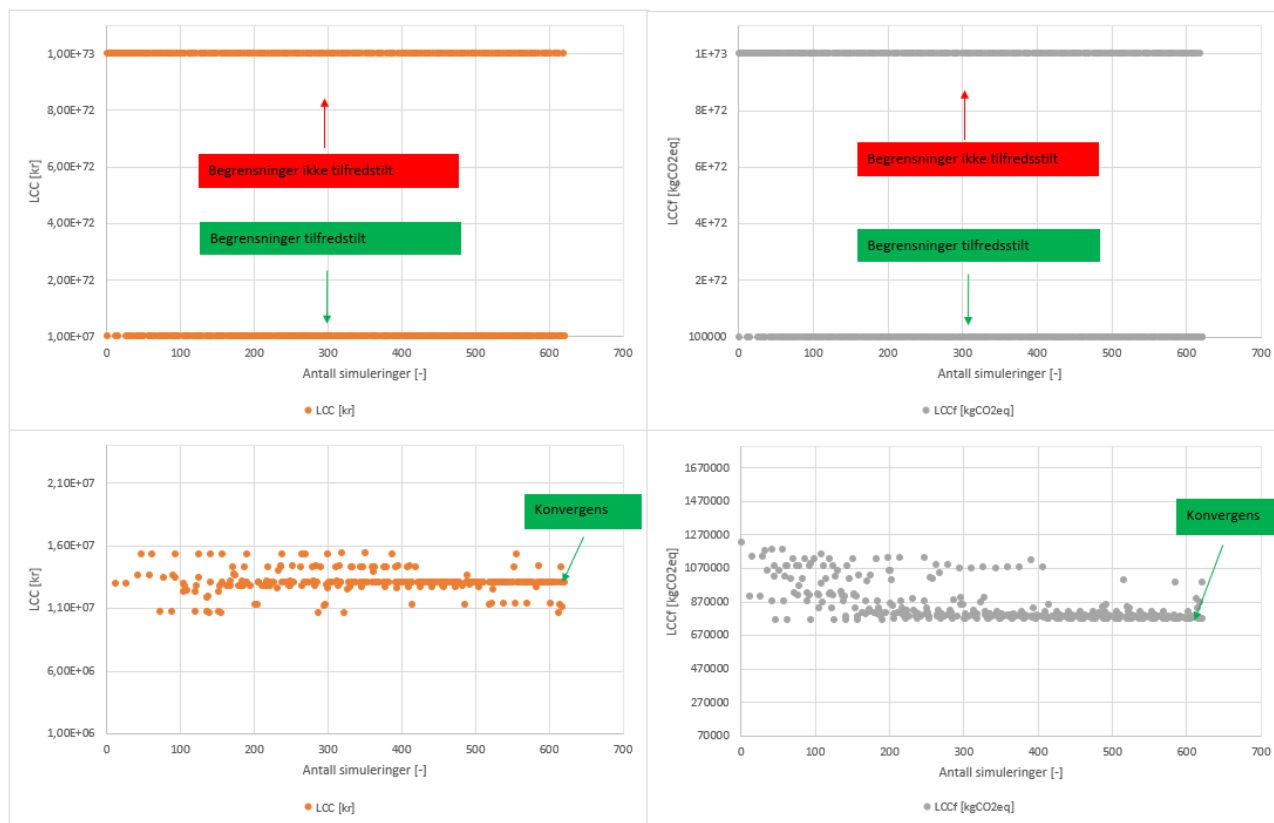 1,00E+73
8,00E+72
6,00E+72
4,00E+72
2,00E+72
1,00E+07
LCC [kr]
Begrensninger ikke tilfredstilt
Begrensninger tilfredstilt
0 100 200 300 400 500 600 700
Antall simuleringer [-]
LCC [kr]
1E+73
8E+72
6E+72
4E+72
2E+72
100000
LCCf [kgCO2eq]
Begrensninger ikke tilfredsstilt
Begrensninger tilfredsstilt
0 100 200 300 400 500 600 700
Antall simuleringer [-]
LCCf [kgCO2eq]
2,10E+07
1,60E+07
1,10E+07
6,00E+06
1,00E+06
LCC [kr]
Konvergens
0 100 200 300 400 500 600 700
Antall simuleringer [-]
LCC [kr]
1670000
1470000
1270000
1070000
870000
670000
470000
270000
70000
LCCf [kgCO2eq]
Konvergens
0 100 200 300 400 500 600 700
Antall simuleringer [-]
LCCf [kgCO2eq]